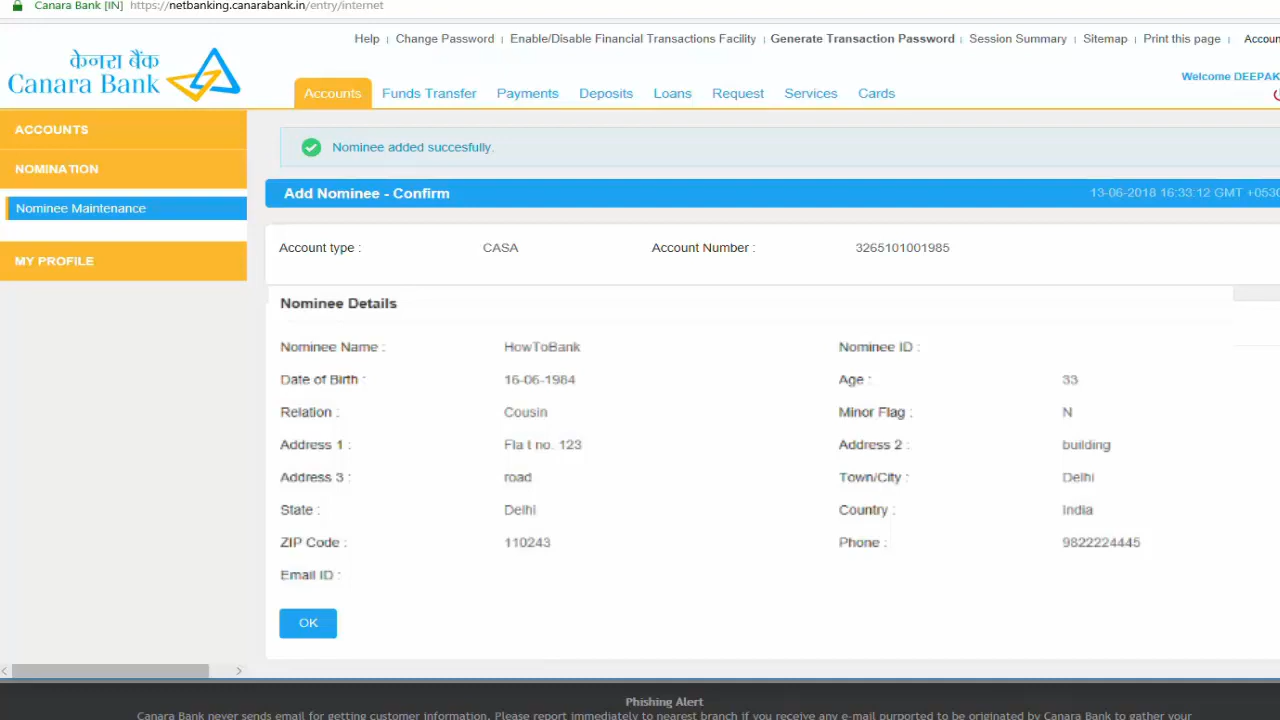 Canara Bank [IN] https://netbanking.canarabank.in/entry/internet
Help | Change Password | Enable/Disable Financial Transactions Facility | Generate Transaction Password | Session Summary | Sitemap | Print this page | Accoun
केनरा बैंक
Canara Bank
Welcome DEEPAK
Accounts Funds Transfer Payments Deposits Loans Request Services Cards
ACCOUNTS
NOMINATION
Nominee Maintenance
MY PROFILE
Nominee added succesfully.
Add Nominee - Confirm 13-06-2018 16:33:12 GMT +0530
Account type : CASA Account Number : 3265101001985
Nominee Details
Nominee Name : HowToBank Nominee ID :
Date of Birth : 16-06-1984 Age : 33
Relation : Cousin Minor Flag : N
Address 1 : Fla t no. 123 Address 2 : building
Address 3 : road Town/City : Delhi
State : Delhi Country : India
ZIP Code : 110243 Phone : 9822224445
Email ID :
OK
Phishing Alert
Canara Bank never sends email for getting customer information. Please report immediately to nearest branch if you receive any e-mail purported to be originated by Canara Bank to gather your